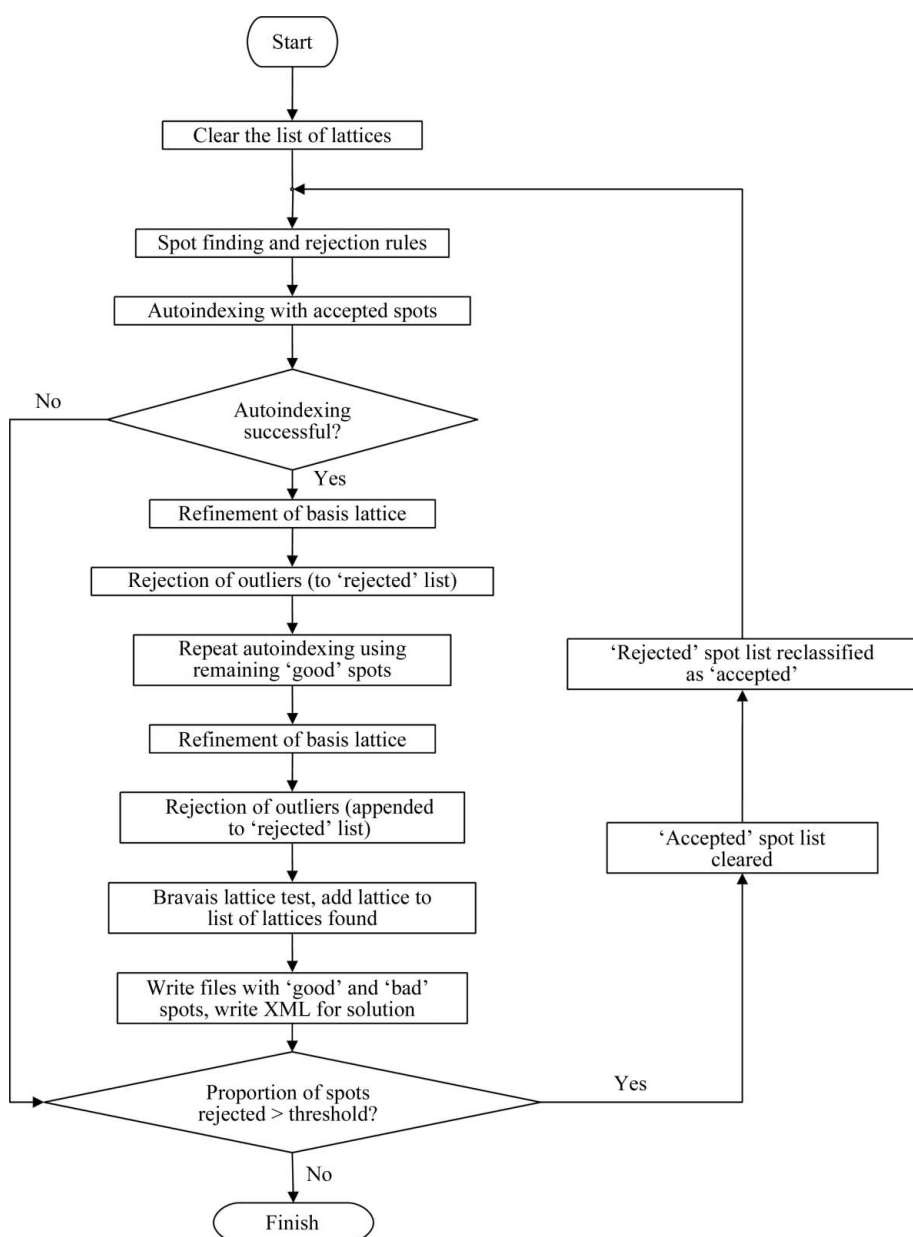 Start
Clear the list of lattices
Spot finding and rejection rules
Autoindexing with accepted spots
No
Autoindexing
successful?
Yes
Refinement of basis lattice
Rejection of outliers (to ‘rejected’ list)
Repeat autoindexing using
remaining ‘good’ spots
Refinement of basis lattice
Rejection of outliers (appended
to ‘rejected’ list)
Bravais lattice test, add lattice to
list of lattices found
Write files with ‘good’ and ‘bad’
spots, write XML for solution
Proportion of spots
rejected > threshold?
Yes
‘Accepted’ spot list
cleared
‘Rejected’ spot list reclassified
as ‘accepted’
No
Finish